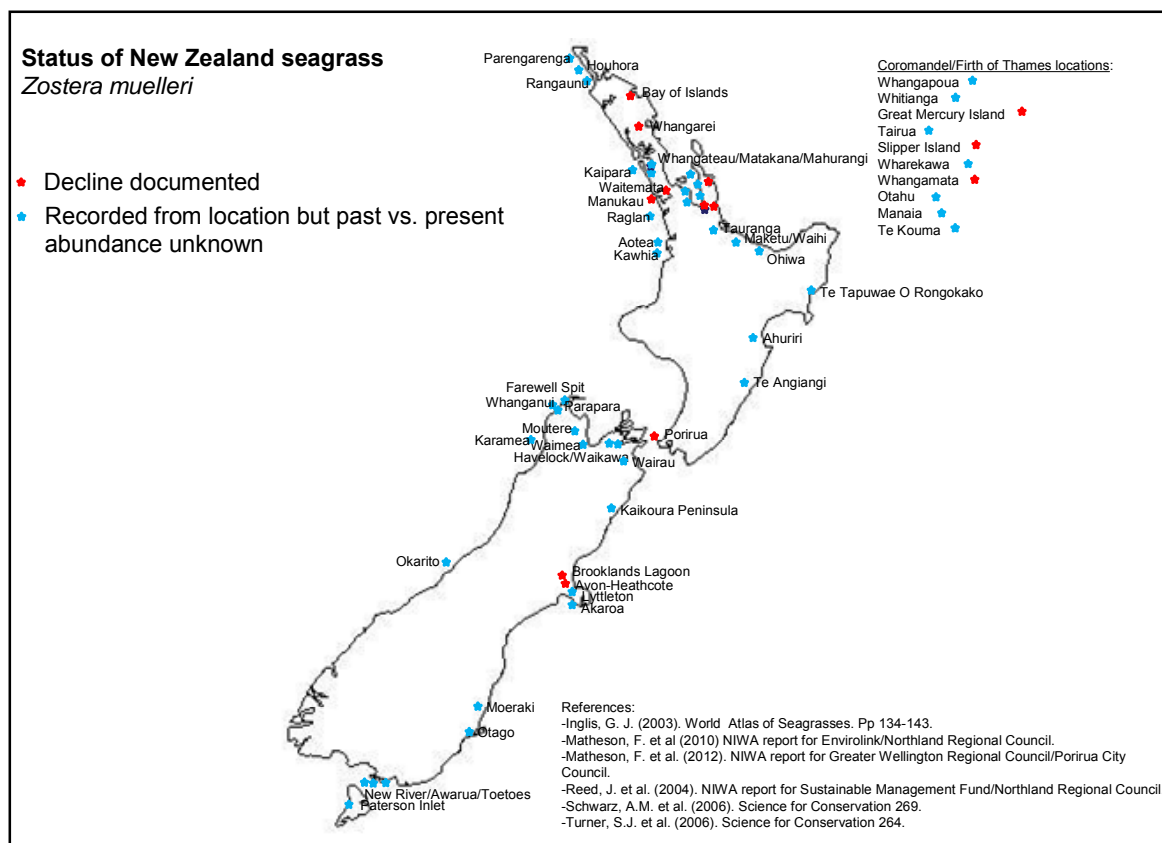 Status of New Zealand seagrass
Zostera muelleri
Decline documented
Recorded from location but past vs. present
abundance unknown
Parengarenga
Houhora
Rangaunu
Bay of Islands
Whangarei
Whangateau/Matakana/Mahurangi
Kaipara
Waitemata
Manukau
Raglan
Tauranga
Maketu/Waihi
Aotea
Kawhia
Ohiwa
Te Tapuwae O Rongokako
Ahuriri
Te Angiangi
Farewell Spit
Whanganui
Parapara
Moutere
Karamea
Waimea
Porirua
Havelock/Waikawa
Wairau
Kaikoura Peninsula
Okarito
Brooklands Lagoon
Avon-Heathcote
Lyttleton
Akaroa
Moeraki
Otago
New River/Awarua/Toetoes
Paterson Inlet
Coromandel/Firth of Thames locations:
Whangapoua
Whitianga
Great Mercury Island
Tairua
Slipper Island
Wharekawa
Whangamata
Otahu
Manaia
Te Kouma
References:
-Inglis, G. J. (2003). World Atlas of Seagrasses. Pp 134-143.
-Matheson, F. et al (2010) NIWA report for Envirolink/Northland Regional Council.
-Matheson, F. et al. (2012). NIWA report for Greater Wellington Regional Council/Porirua City
Council.
-Reed, J. et al. (2004). NIWA report for Sustainable Management Fund/Northland Regional Council
-Schwarz, A.M. et al. (2006). Science for Conservation 269.
-Turner, S.J. et al. (2006). Science for Conservation 264.